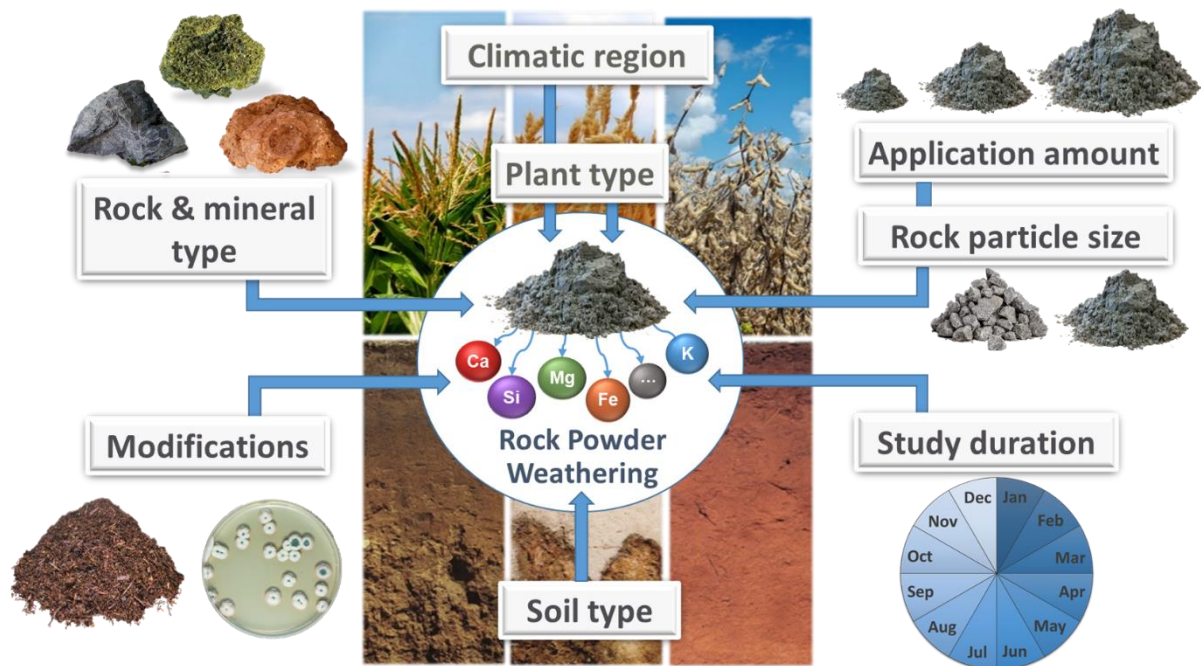 Climatic region
Plant type
Rock & mineral
type
Application amount
Rock particle size
Ca
Si
Mg
Fe
...
K
Rock Powder
Weathering
Modifications
Study duration
Soil type
Jan
Feb
Mar
Apr
May
Jun
Jul
Aug
Sep
Oct
Nov
Dec